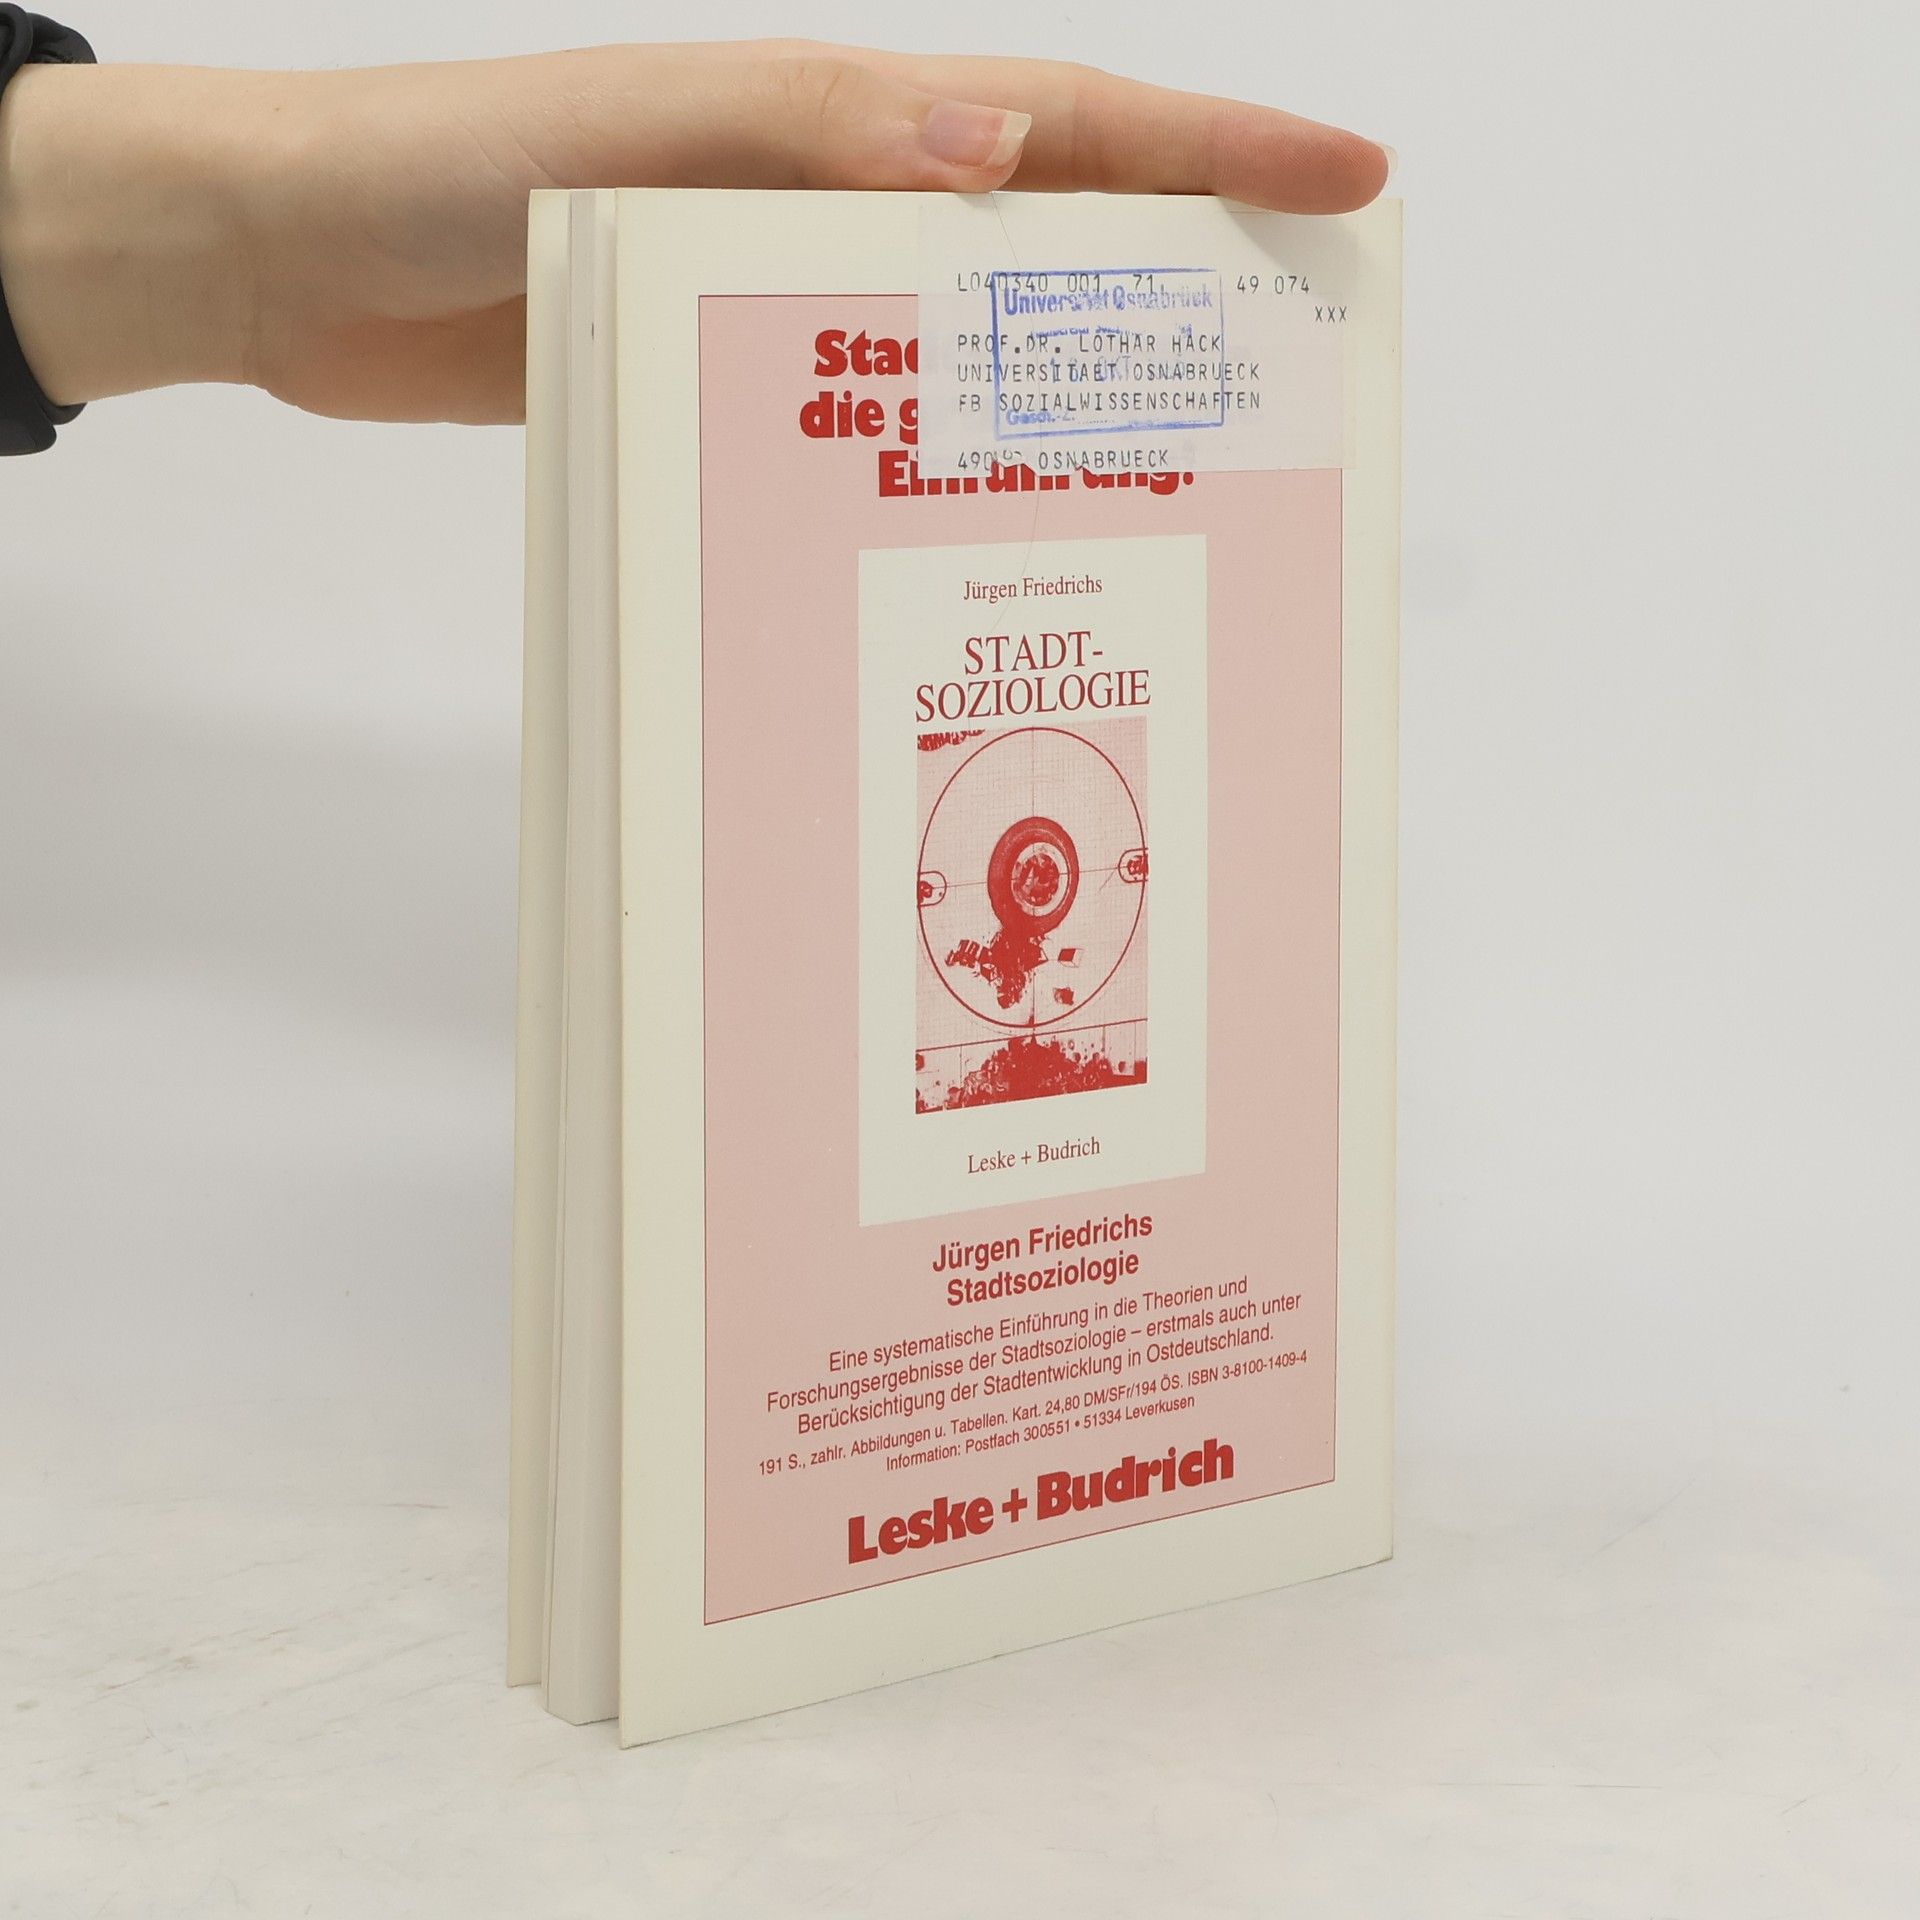 L040340 001 71 49 074
XXX
Universität Osnabrück
PROF.DR. LOTHAR HACK
UNIVERSITAET OSNABRUECK
FB SOZIALWISSENSCHAFTEN
Gesch.-Z.
OSNABRUECK
die
Jürgen Friedrichs
STADT-
SOZIOLOGIE
Leske + Budrich
Jürgen Friedrichs
Stadtsoziologie
Eine systematische Einführung in die Theorien und
Forschungsergebnisse der Stadtsoziologie – erstmals auch unter
Berücksichtigung der Stadtentwicklung in Ostdeutschland.
191 S., zahlr. Abbildungen u. Tabellen. Kart. 24,80 DM/SFr/194 ÖS. ISBN 3-8100-1409-4
Information: Postfach 300551 • 51334 Leverkusen
Leske + Budrich